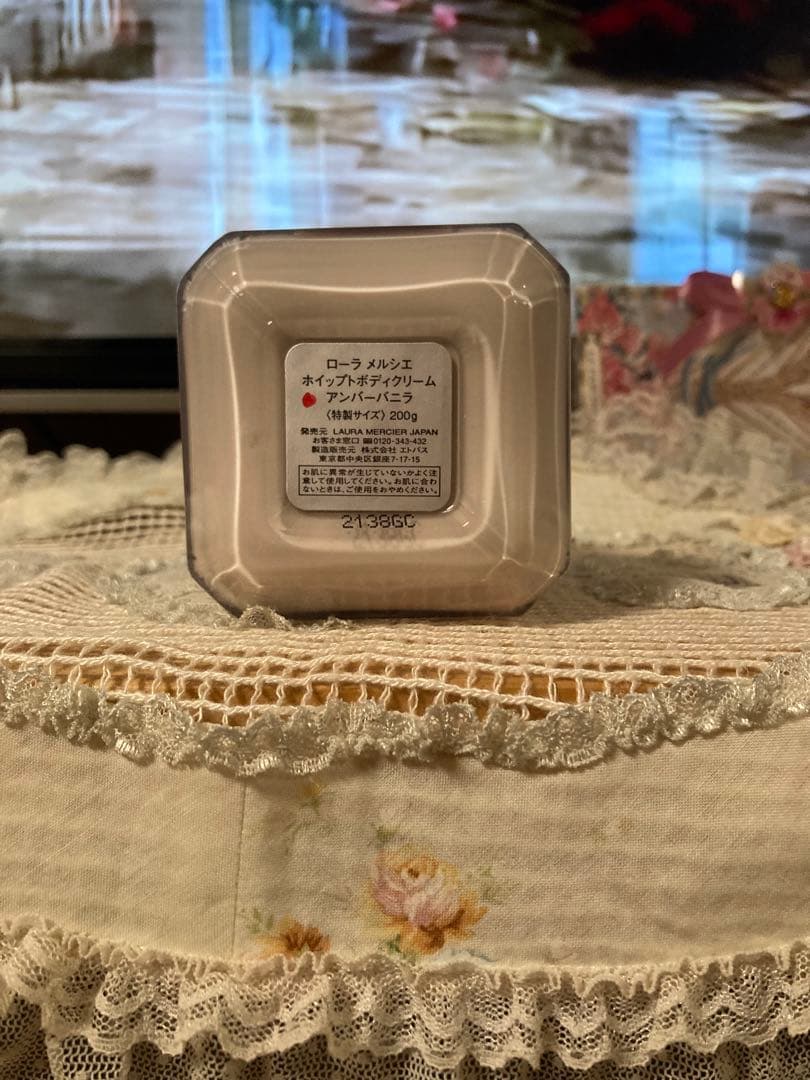 ローラ メルシエ
ホイップトボディクリーム
アンバーバニラ
〈特製サイズ〉200g
発売元 LAURA MERCIER JAPAN
お客さま窓口 0120-343-432
製造販売元 株式会社 エトバス
東京都中央区銀座7-17-15
お肌に異常が生じていないかよく注
意して使用してください。お肌に合わ
ないときは、ご使用をおやめください。
2138GC